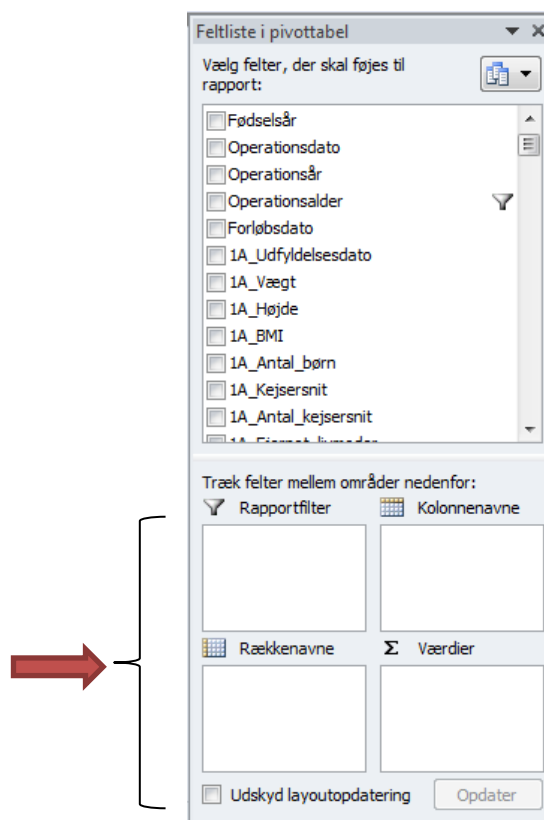 Feltliste i pivottabel
Vælg felter, der skal føjes til
rapport:
Fødselsår
Operationsdato
Operationsår
Operationsalder
Forløbsdato
1A_Udfyldelsesdato
1A_Vægt
1A_Højde
1A_BMI
1A_Antal_børn
1A_Kejsersnit
1A_Antal_kejsersnit
Træk felter mellem områder nedenfor:
Rapportfilter
Kolonnenavne
Rækkenavne
Σ Værdier
Udskyd layoutopdatering
Opdater